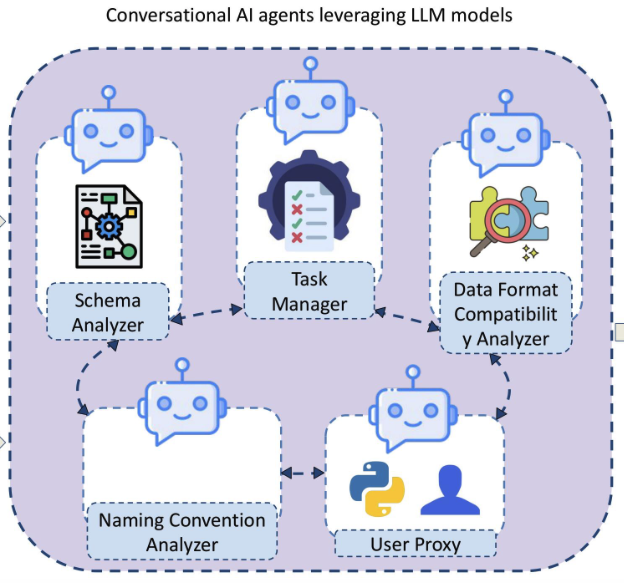 Conversational AI agents leveraging LLM models
Schema
Analyzer
Task
Manager
Data Format
Compatibilit
y Analyzer
Naming Convention
Analyzer
User Proxy